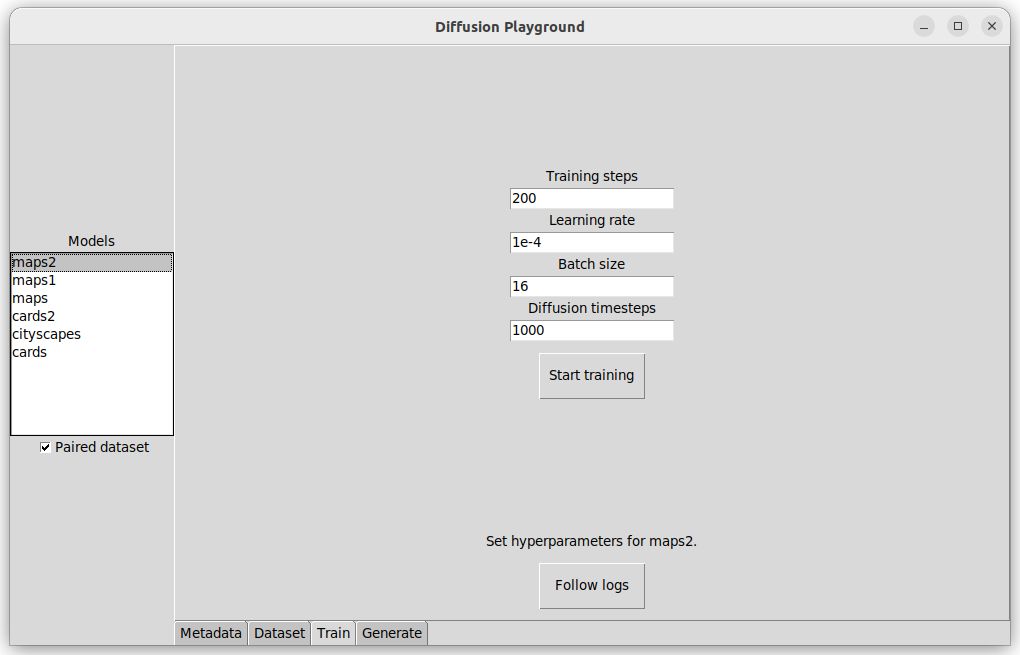 Diffusion Playground
Models
maps2
maps1
maps
cards2
cityscapes
cards
Paired dataset
Training steps
200
Learning rate
1e-4
Batch size
16
Diffusion timesteps
1000
Start training
Set hyperparameters for maps2.
Follow logs
Metadata Dataset Train Generate